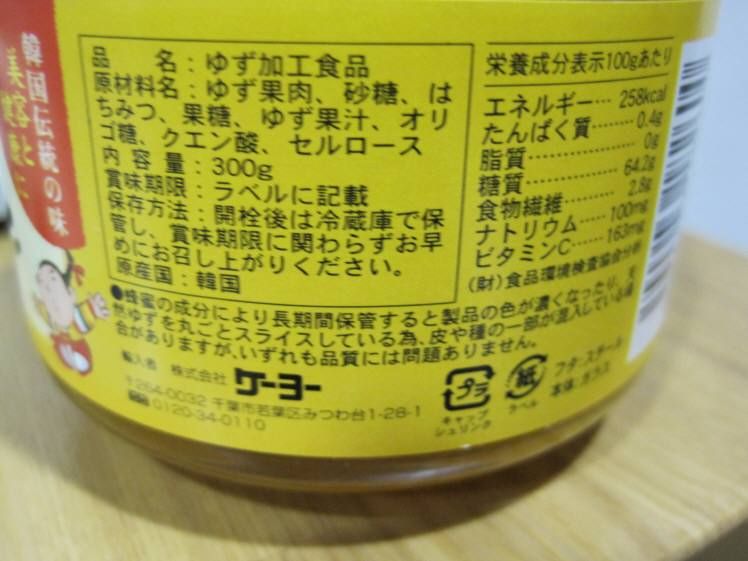 韓国伝統の味
美容と
健康に
品名：ゆず加工食品
原材料名：ゆず果肉、砂糖、は
ちみつ、果糖、ゆず果汁、オリ
ゴ糖、クエン酸、セルロース
内容量：300g
賞味期限：ラベルに記載
保存方法：開栓後は冷蔵庫で保
管し、賞味期限に関わらずお早
めにお召し上がりください。
原産国：韓国
栄養成分表示100gあたり
エネルギー…258kcal
たんぱく質………0.4g
脂質………………0g
糖質……………64.2g
食物繊維………2.8g
ナトリウム……100mg
ビタミンC……163mg
(財)食品環境検査協会分析
●蜂蜜の成分により長期間保管すると製品の色が濃くなったり、天
然ゆずを丸ごとスライスしている為、皮や種の一部が混入している場
合がありますが、いずれも品質には問題ありません。
輸入者 株式会社 ケーヨー
〒264-0032 千葉市若葉区みつわ台1-28-1
0120-34-0110
プラ
キャップ
シュリンク
紙
ラベル
フタ：スチール
本体：ガラス